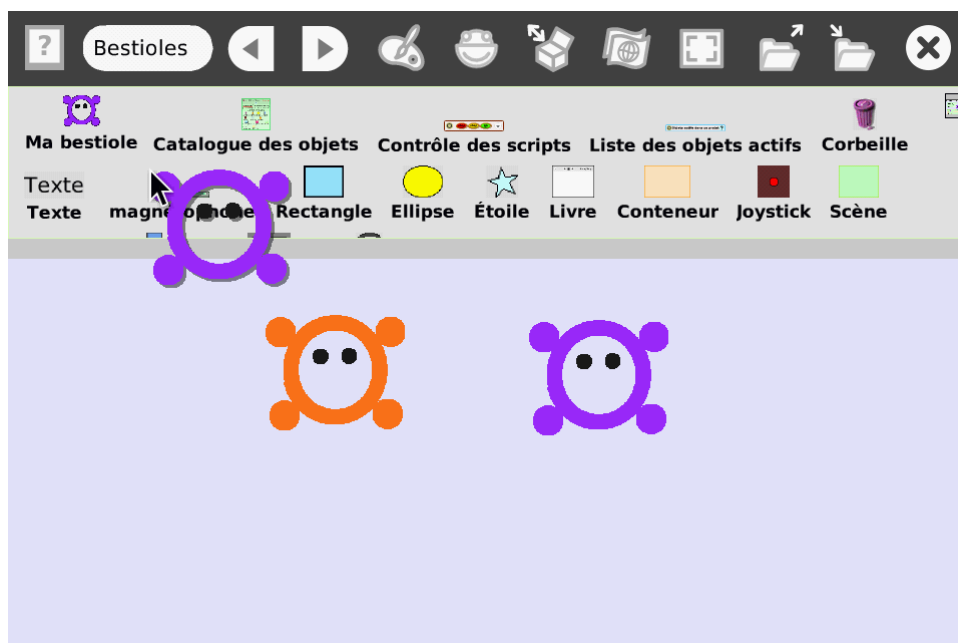 ?
Bestioles
Ma bestiole Catalogue des objets Contrôle des scripts Liste des objets actifs Corbeille
Texte
Texte Rectangle Ellipse Étoile Livre Conteneur Joystick Scène